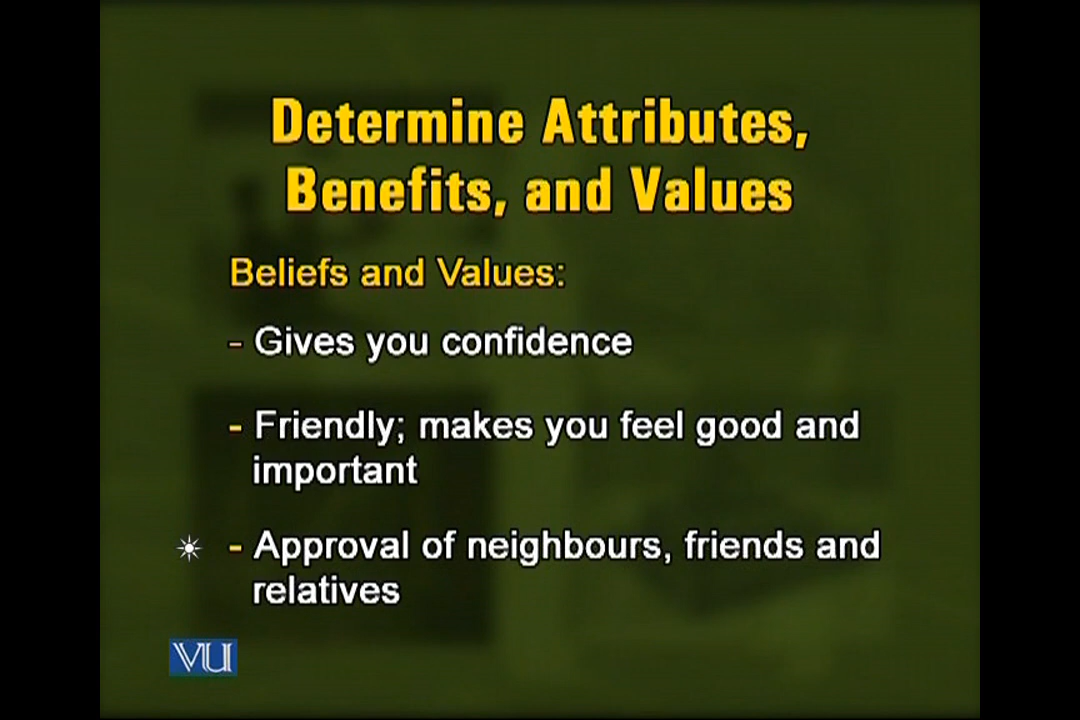 Determine Attributes,
Benefits, and Values
Beliefs and Values:
- Gives you confidence
- Friendly; makes you feel good and
important
- Approval of neighbours, friends and
relatives
VU